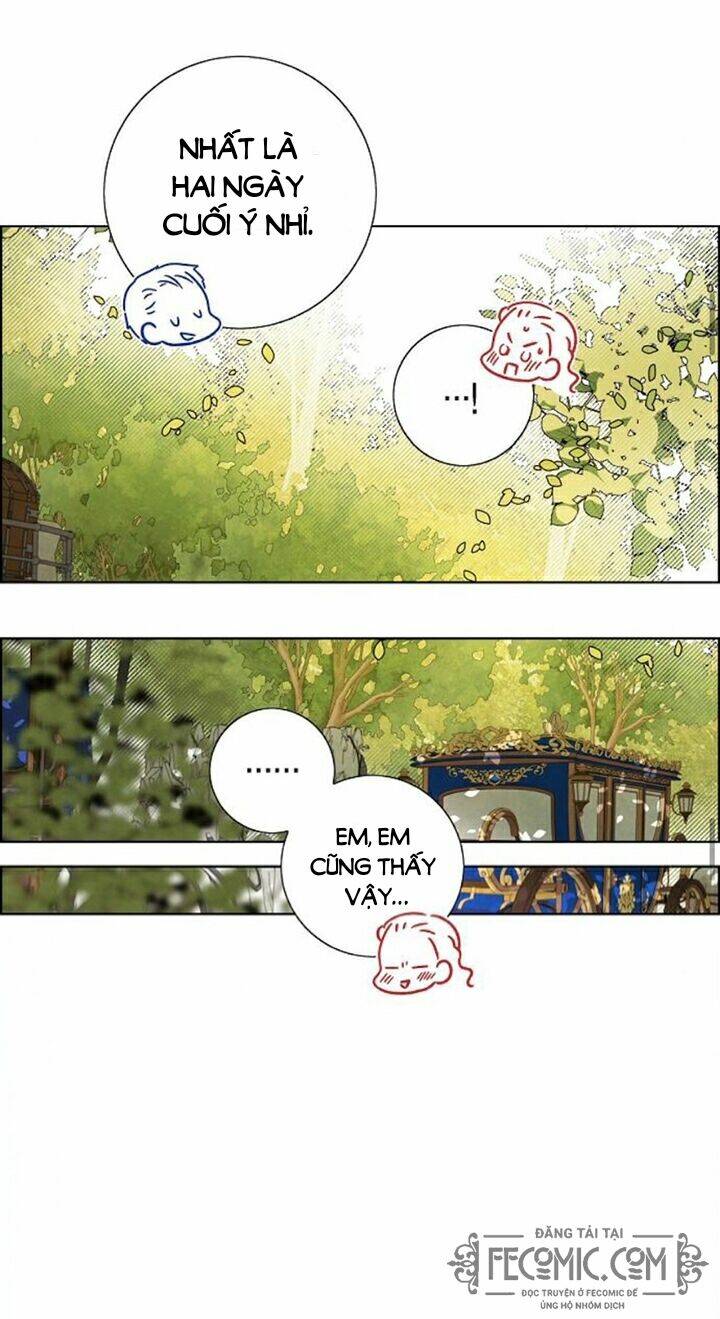 NHẤT LÀ
HAI NGÀY
CUỐI Ý NHỈ.
...!
......
EM, EM
CŨNG THẤY
VẬY...
ĐĂNG TẢI TẠI
FECOMIC.COM
ĐỌC TRUYỆN Ở FECOMIC ĐỂ
ỦNG HỘ NHÓM DỊCH